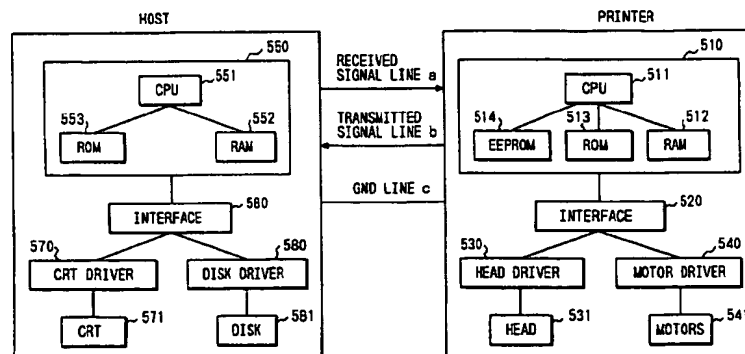 HOST
PRINTER
510
551
CPU
RECEIVED
SIGNAL LINE a
CPU
511
553
552
ROM
RAM
TRANSMITTED
SIGNAL LINE b
514
513
512
EEPROM
ROM
RAM
GND LINE c
INTERFACE
INTERFACE
520
570
580
CRT DRIVER
DISK DRIVER
530
540
HEAD DRIVER
MOTOR DRIVER
CRT
571
DISK
581
HEAD
531
MOTORS
541